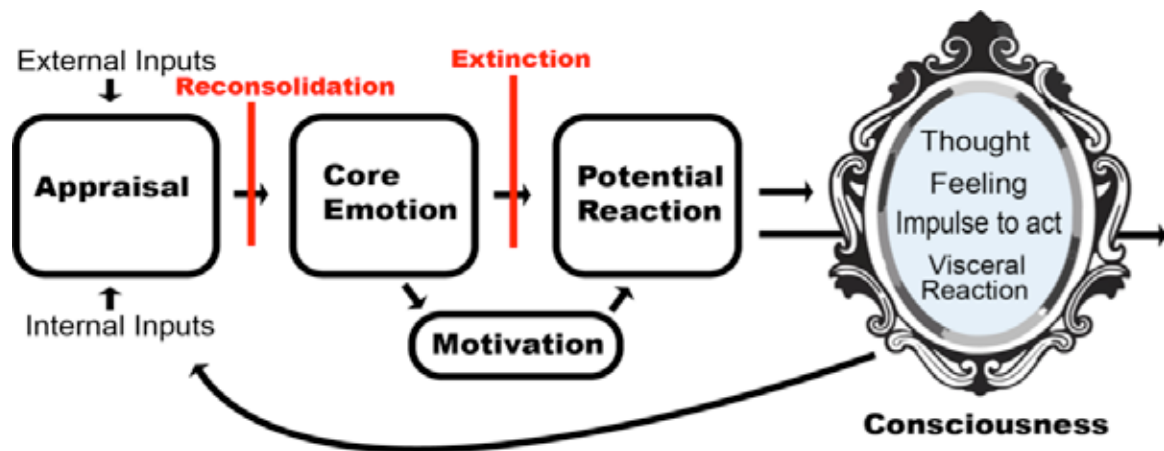 External Inputs
Reconsolidation
Extinction
Appraisal
Core
Emotion
Potential
Reaction
Motivation
Internal Inputs
Thought
Feeling
Impulse to act
Visceral
Reaction
Consciousness